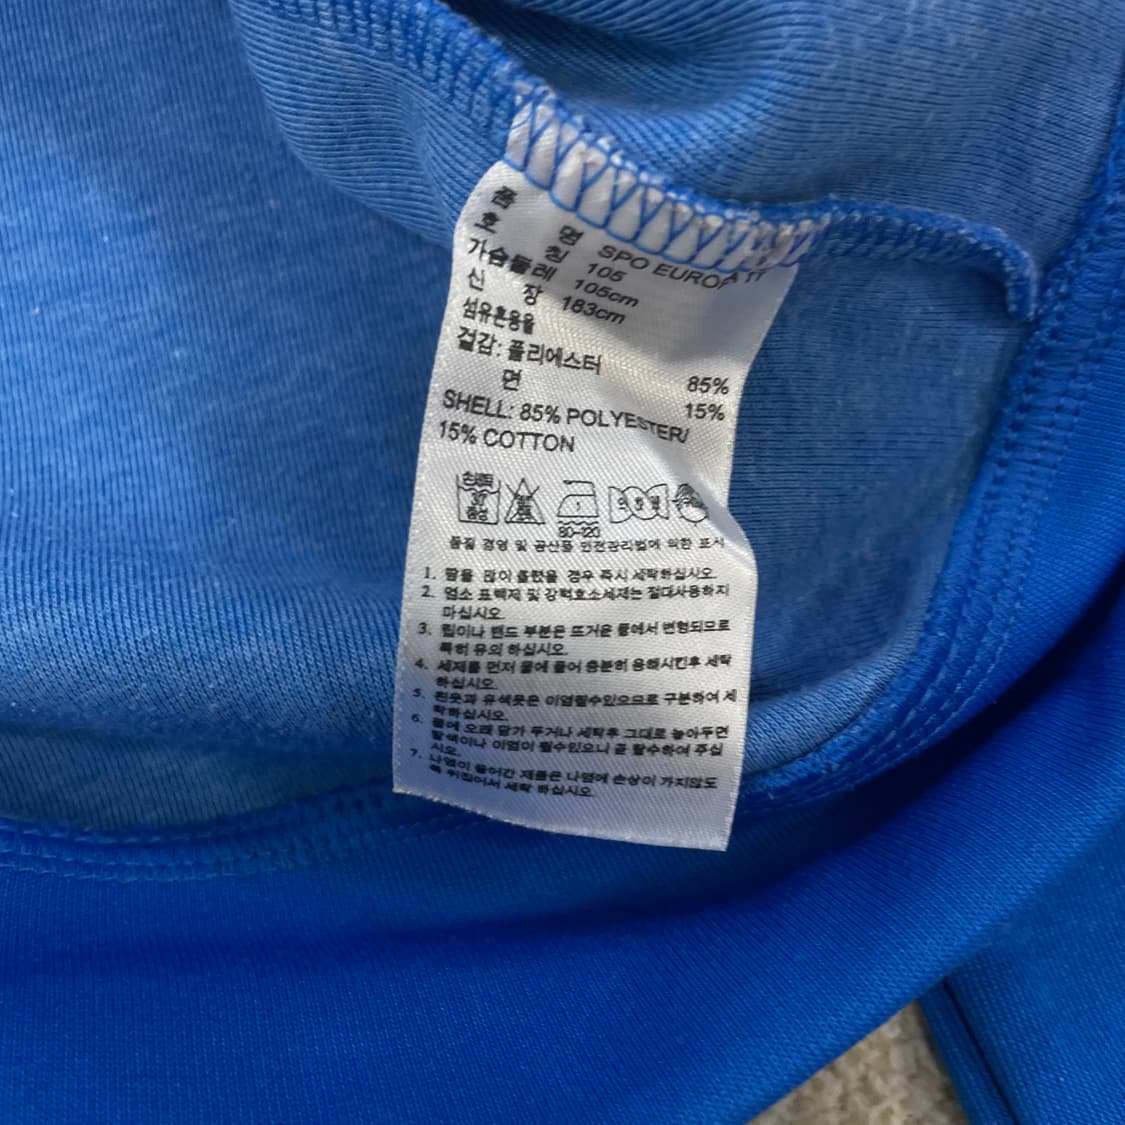 품 명 SPO EUROPA TT
호 칭 105
가슴둘레 105cm
신 장 183cm
섬유혼용율
겉감: 폴리에스터 85%
면 15%
SHELL: 85% POLYESTER/
15% COTTON
손세탁
30
중성
80-120
품질 경영 및 공산품 안전관리법에 의한 표시
1. 땀을 많이 흘렸을 경우 즉시 세탁하십시오.
2. 염소 표백제 및 강력효소세제는 절대사용하지
마십시오.
3. 립이나 밴드 부분은 뜨거운 물에서 변형되므로
특히 유의 하십시오.
4. 세제를 먼저 물에 풀어 충분히 용해시킨후 세탁
하십시오.
5. 흰옷과 유색옷은 이염될수있으므로 구분하여 세
탁하십시오.
6. 물에 오래 담가 두거나 세탁후 그대로 놓아두면
탈색이나 이염이 될수있으니 곧 탈수하여 주십
시오.
7. 나염이 들어간 제품은 나염에 손상이 가지않도
록 뒤집어서 세탁 하십시오.